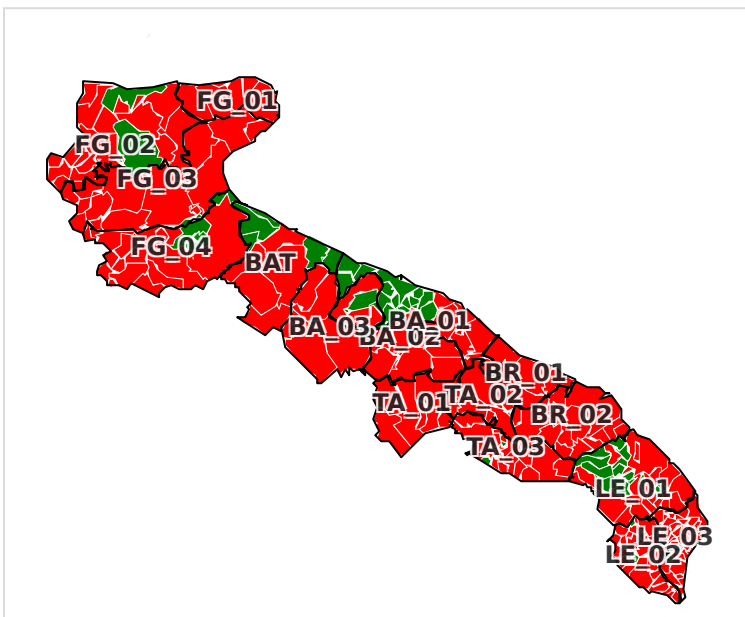 FG_01
FG_02
FG_03
FG_04
BAT
BA_01
BA_03
BA_02
BR_01
TA_02
TA_01
BR_02
TA_03
LE_01
LE_03
LE_02